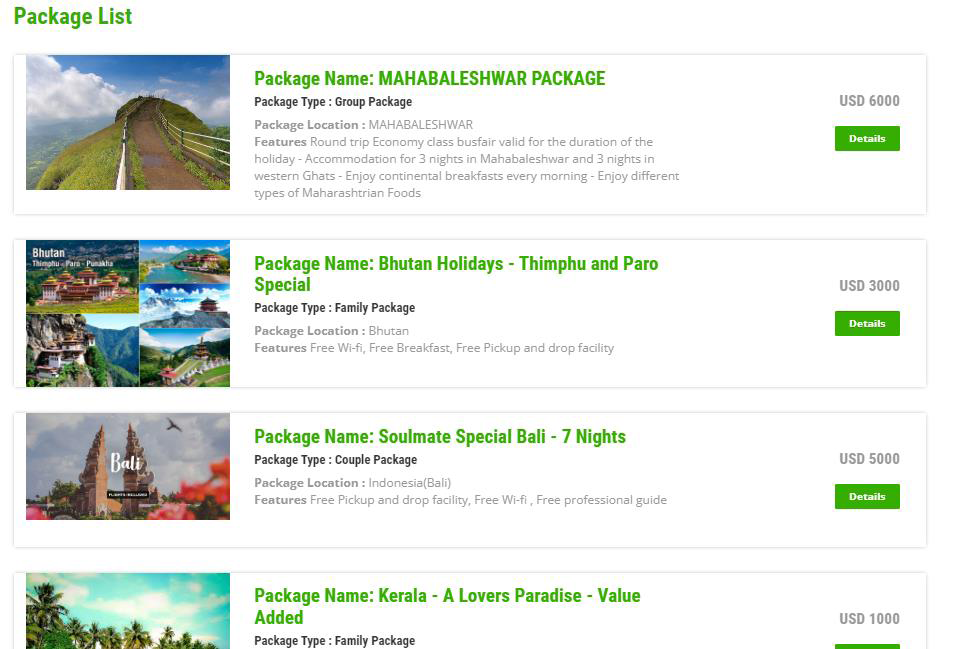 Package List
Package Name: MAHABALESHWAR PACKAGE
Package Type : Group Package
Package Location : MAHABALESHWAR
Features Round trip Economy class busfair valid for the duration of the
holiday - Accommodation for 3 nights in Mahabaleshwar and 3 nights in
western Ghats - Enjoy continental breakfasts every morning - Enjoy different
types of Maharashtrian Foods
USD 6000
Details
Bhutan
Thimphu - Paro - Punakha
Package Name: Bhutan Holidays - Thimphu and Paro
Special
Package Type : Family Package
Package Location : Bhutan
Features Free Wi-fi, Free Breakfast, Free Pickup and drop facility
USD 3000
Details
Bali
FLIGHTS INCLUDED
Package Name: Soulmate Special Bali - 7 Nights
Package Type : Couple Package
Package Location : Indonesia(Bali)
Features Free Pickup and drop facility, Free Wi-fi , Free professional guide
USD 5000
Details
Package Name: Kerala - A Lovers Paradise - Value
Added
Package Type : Family Package
USD 1000